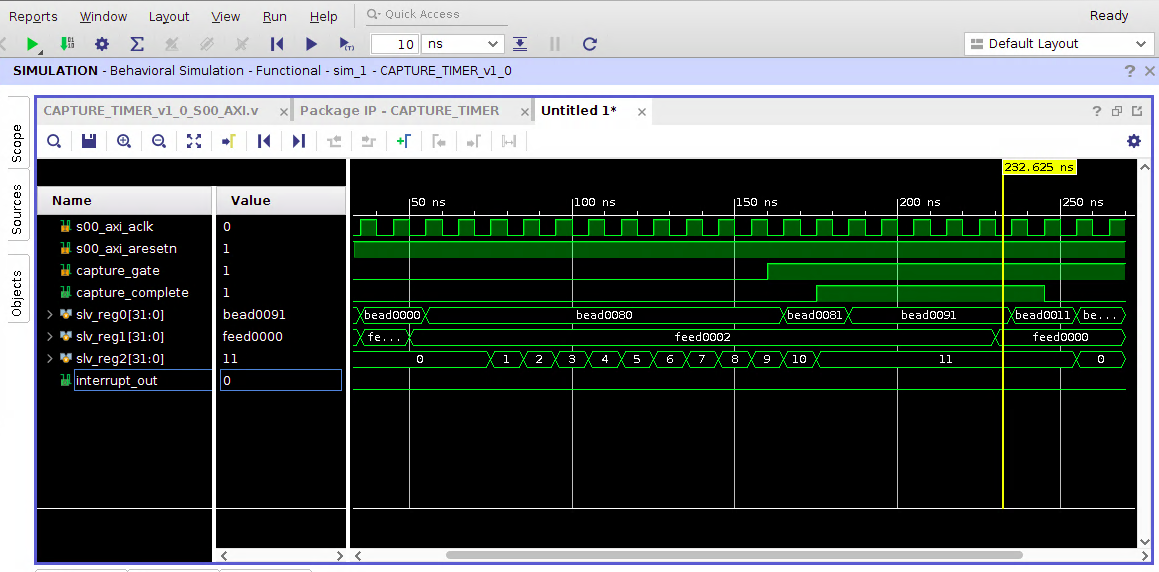 Reports Window Layout View Run Help Quick Access Ready
10 ns Default Layout
SIMULATION - Behavioral Simulation - Functional - sim_1 - CAPTURE_TIMER_v1_0 ?
CAPTURE_TIMER_v1_0_S00_AXI.v Package IP - CAPTURE_TIMER Untitled 1* ?
Scope
Sources
Objects
232.625 ns
Name Value 50 ns 100 ns 150 ns 200 ns 250 ns
s00_axi_aclk 0
s00_axi_aresetn 1
capture_gate 1
capture_complete 1
slv_reg0[31:0] bead0091 bead0000 bead0080 bead0081 bead0091 bead0011 be...
slv_reg1[31:0] feed0000 fe... feed0002 feed0000
slv_reg2[31:0] 11 0 1 2 3 4 5 6 7 8 9 10 11 0
interrupt_out 0